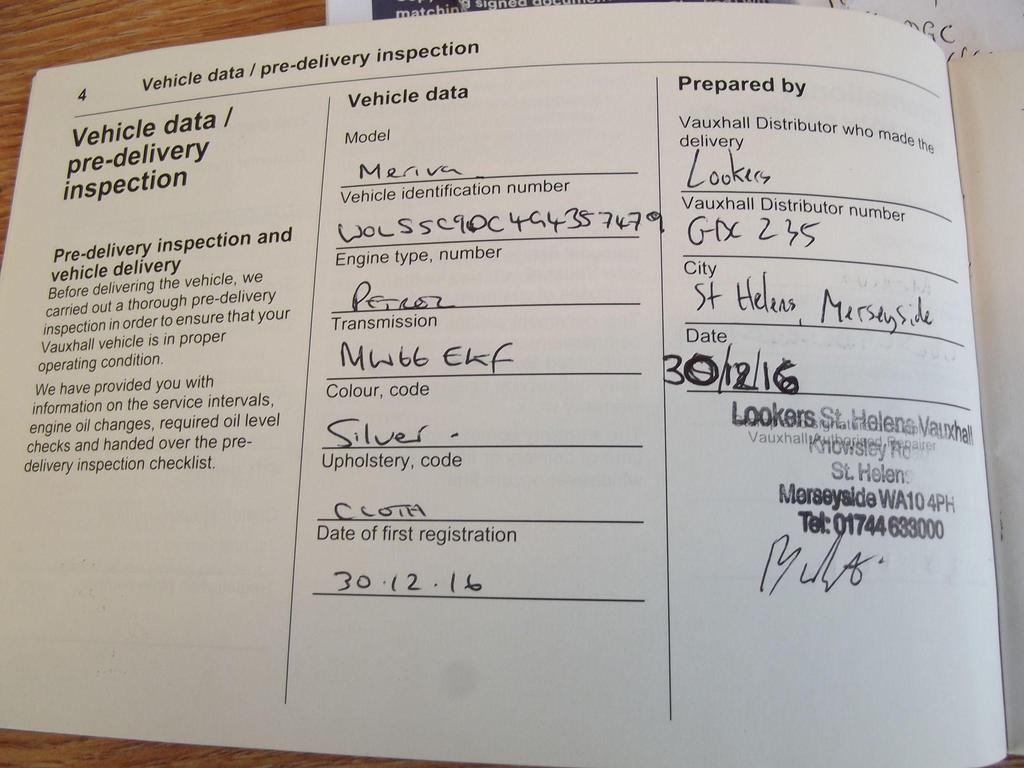 matching signed
4 Vehicle data / pre-delivery inspection
Vehicle data /
pre-delivery
inspection
Pre-delivery inspection and
vehicle delivery
Before delivering the vehicle, we
carried out a thorough pre-delivery
inspection in order to ensure that your
Vauxhall vehicle is in proper
operating condition.
We have provided you with
information on the service intervals,
engine oil changes, required oil level
checks and handed over the pre-
delivery inspection checklist.
Vehicle data
Model
Meriva
Vehicle identification number
W0LSSC9DC4G4357479
Engine type, number
PETROL
Transmission
MW66 EKF
Colour, code
Silver.
Upholstery, code
CLOTH
Date of first registration
30.12.16
Prepared by
Vauxhall Distributor who made the
delivery
Lookers
Vauxhall Distributor number
GDC 235
City
St Helens, Merseyside
Date
30/12/16
Lookers St. Helens Vauxhall
Vauxhall Authorised Repairer
Knowsley Road
St. Helens
Merseyside WA10 4PH
Tel: 01744 633000